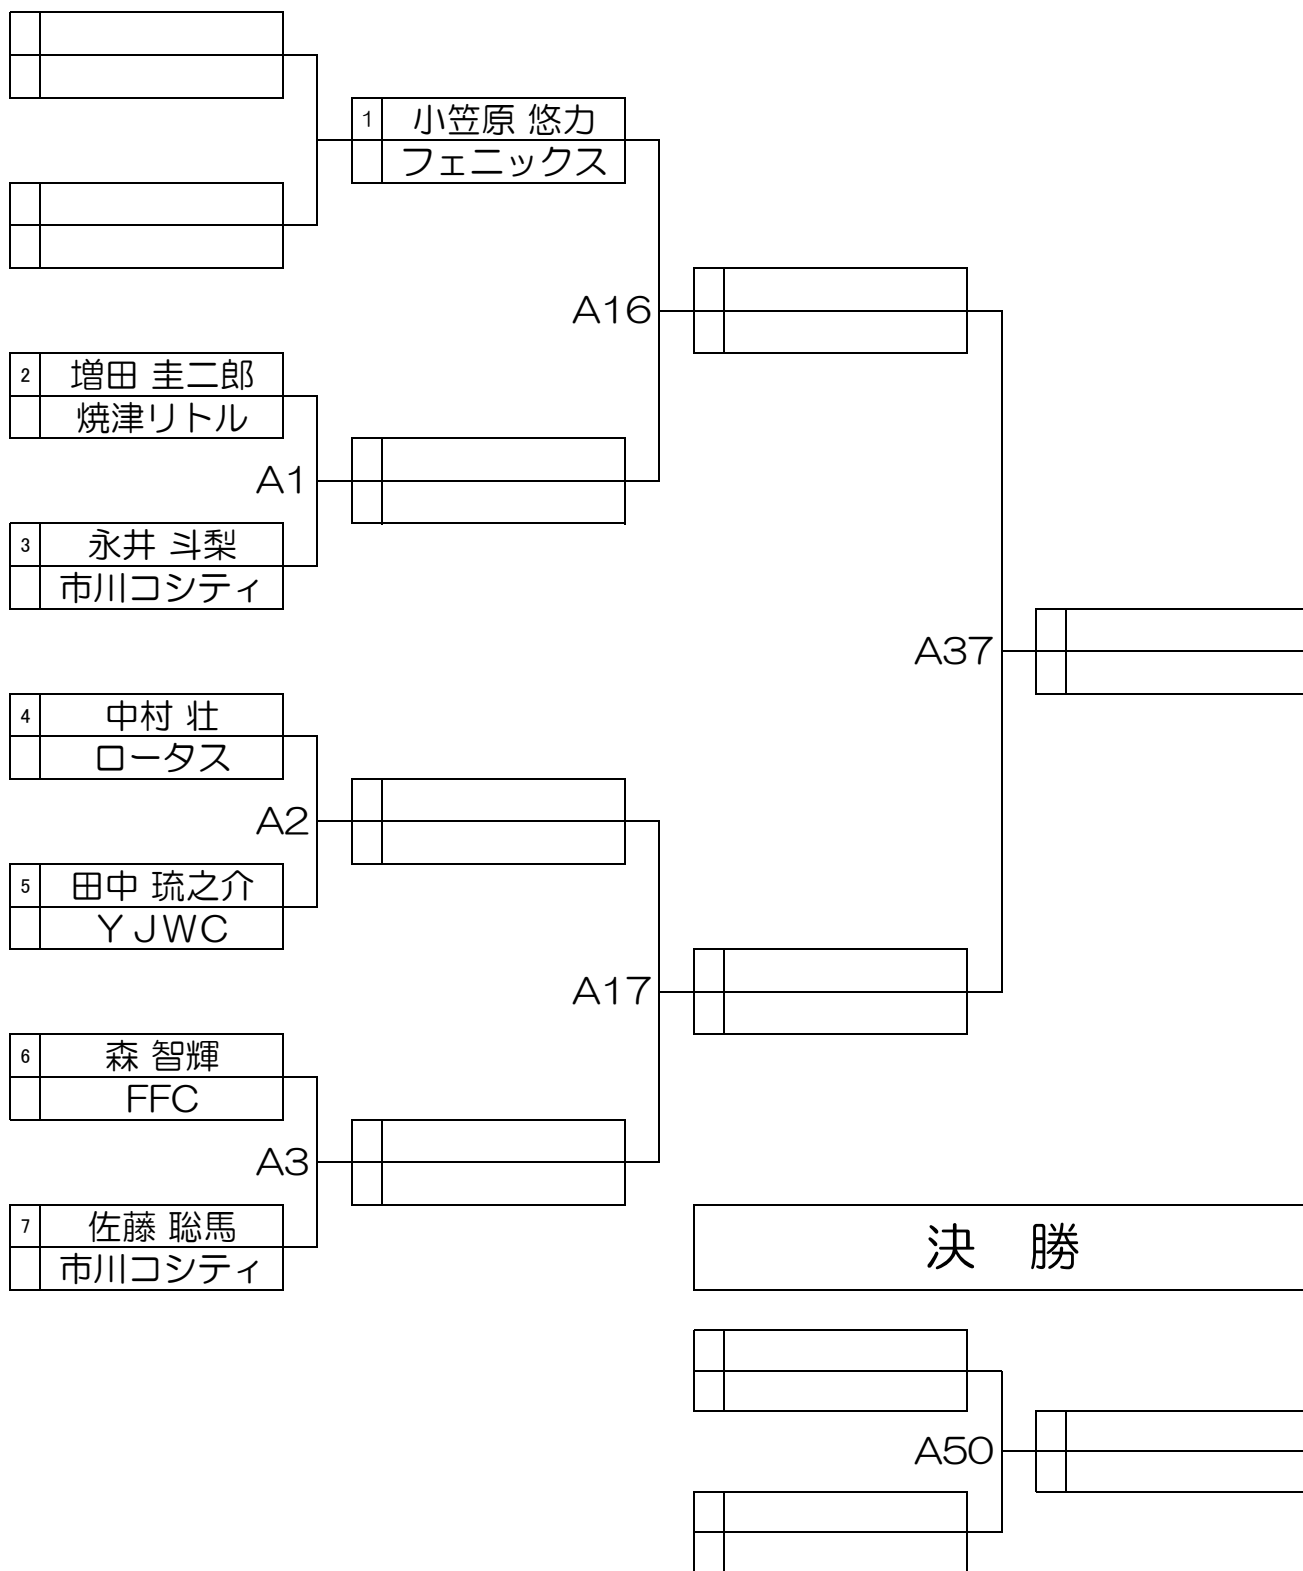 1 小笠原 悠力
フェニックス
A16
2 増田 圭二郎
焼津リトル
A1
3 永井 斗梨
市川コシティ
A37
4 中村 壮
ロータス
A2
5 田中 琉之介
ＹＪWC
A17
6 森 智輝
FFC
A3
7 佐藤 聡馬
市川コシティ
決　勝
A50